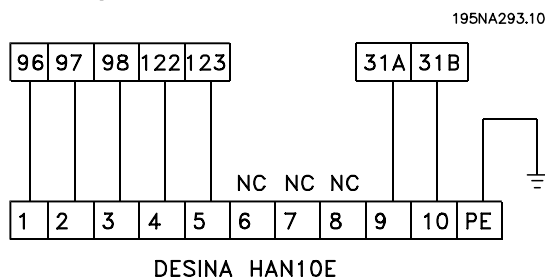 195NA293.10
96 97 98 122 123 31A 31B
NC NC NC
1 2 3 4 5 6 7 8 9 10 PE
DESINA HAN10E